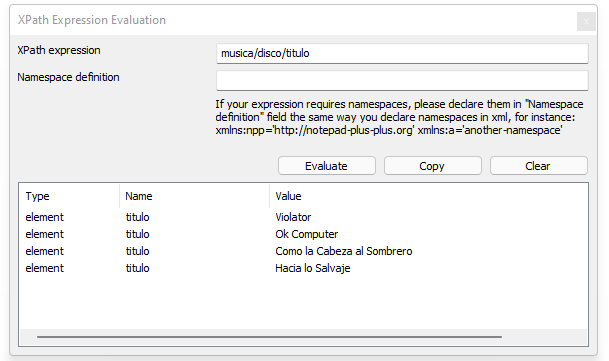 XPath Expression Evaluation
XPath expression
musica/disco/titulo
Namespace definition
If your expression requires namespaces, please declare them in "Namespace
definition" field the same way you declare namespaces in xml, for instance:
xmlns:npp='http://notepad-plus-plus.org' xmlns:a='another-namespace'
Evaluate Copy Clear
Type Name Value
element titulo Violator
element titulo Ok Computer
element titulo Como la Cabeza al Sombrero
element titulo Hacia lo Salvaje